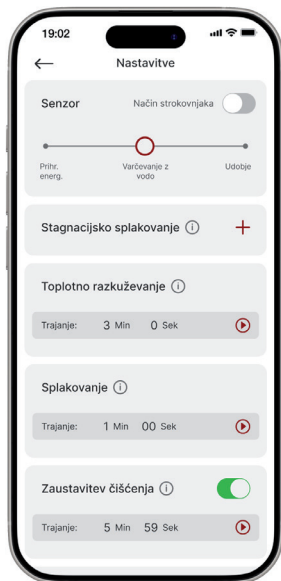 19:02
Nastavitve
Senzor Način strokovnjaka
Prihr. energ. Varčevanje z vodo Udobje
Stagnacijsko splakovanje
Toplotno razkuževanje
Trajanje: 3 Min 0 Sek
Splakovanje
Trajanje: 1 Min 00 Sek
Zaustavitev čišćenja
Trajanje: 5 Min 59 Sek